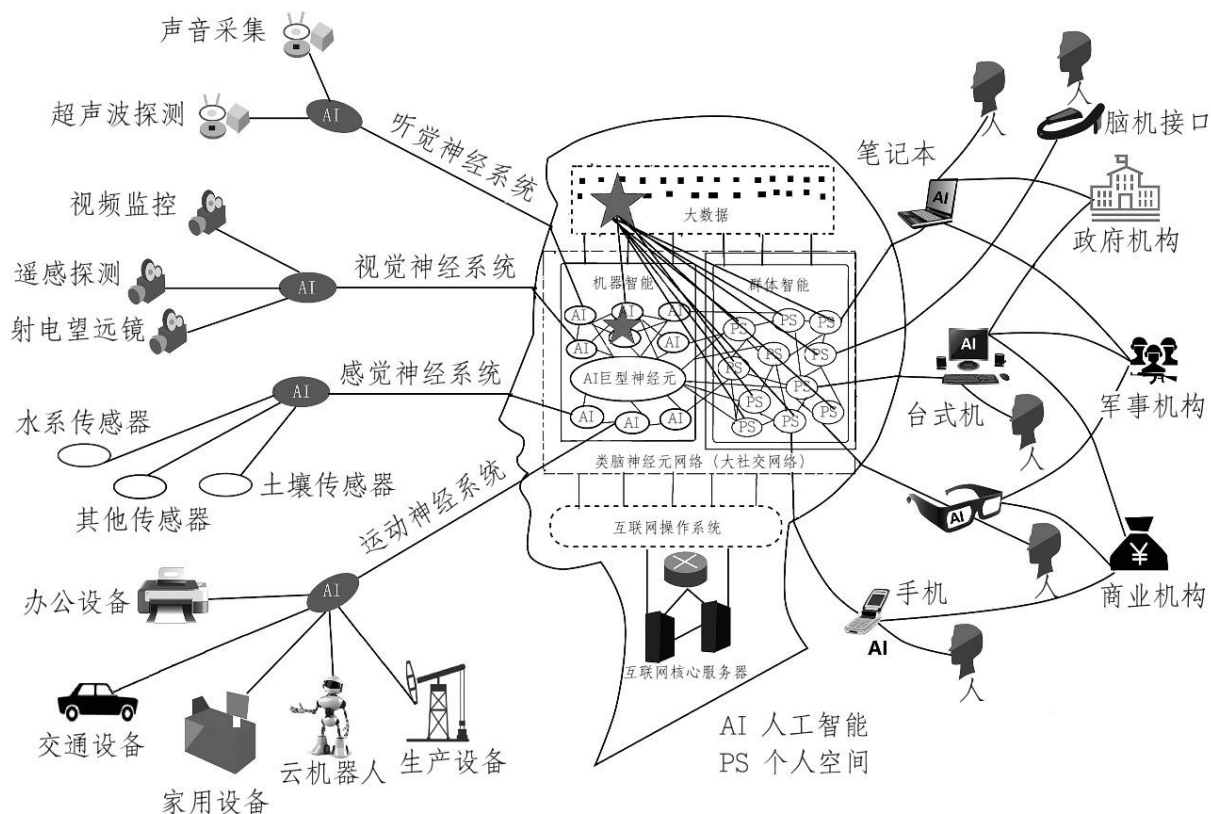 声音采集
AI
超声波探测
听觉神经系统
视频监控
遥感探测
AI
视觉神经系统
射电望远镜
AI
感觉神经系统
水系传感器
其他传感器
土壤传感器
运动神经系统
办公设备
AI
交通设备
家用设备
云机器人
生产设备
大数据
机器智能
群体智能
AI
AI
AI
AI
AI
AI巨型神经元
AI
AI
AI
PS
PS
PS
PS
PS
PS
PS
PS
PS
PS
PS
PS
类脑神经元网络（大社交网络）
互联网操作系统
互联网核心服务器
笔记本
AI
人
人
脑机接口
政府机构
AI
台式机
人
军事机构
AI
人
商业机构
手机
AI
人
AI 人工智能
PS 个人空间